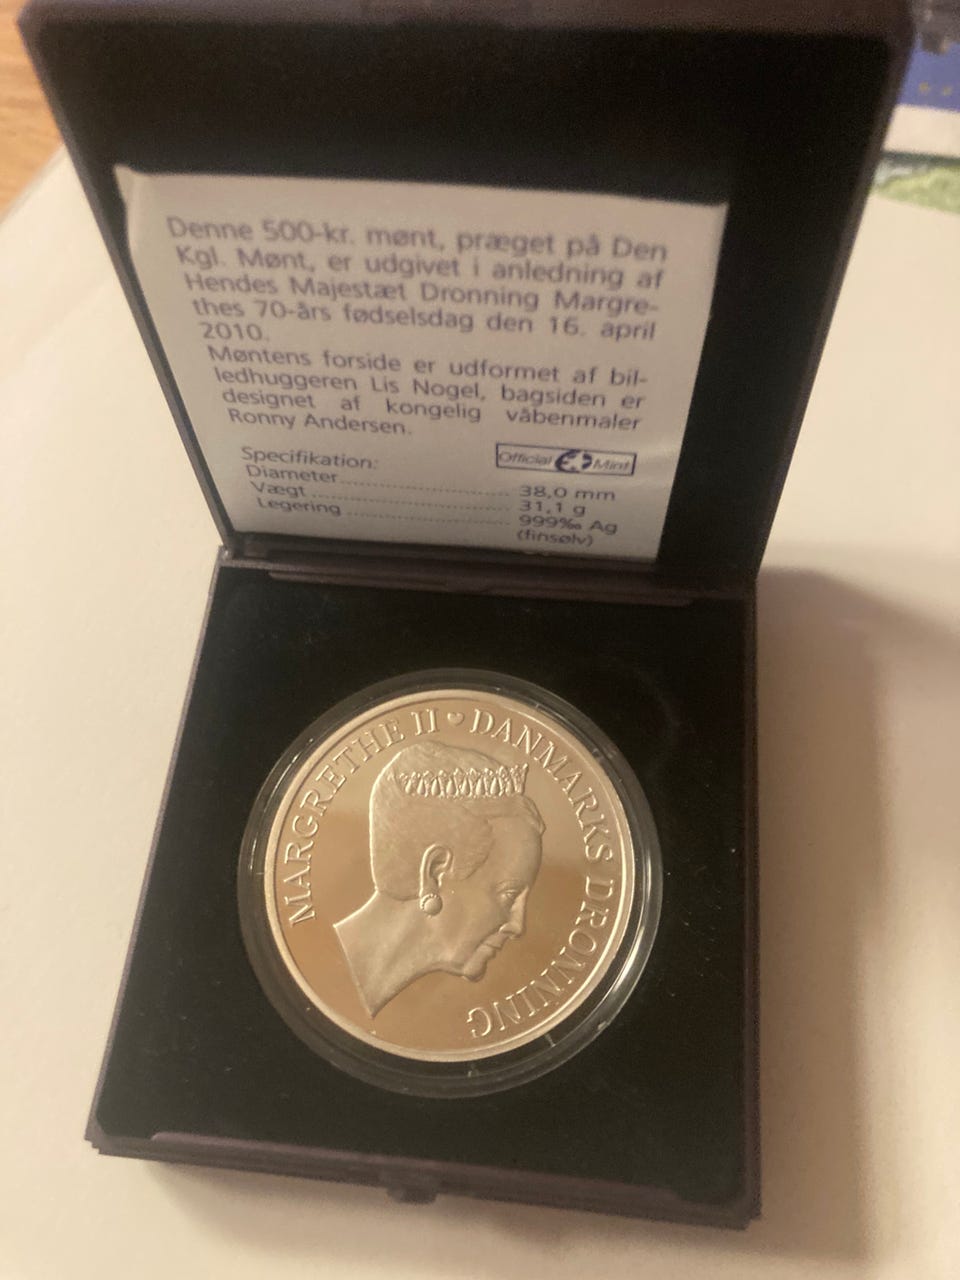 Denne 500-kr. mønt, præget på Den
Kgl. Mønt, er udgivet i anledning af
Hendes Majestæt Dronning Margre-
thes 70-års fødselsdag den 16. april
2010.
Møntens forside er udformet af bil-
ledhuggeren Lis Nogel, bagsiden er
designet af kongelig våbenmaler
Ronny Andersen.
Official Mint
Specifikation:
Diameter........................ 38,0 mm
Vægt ............................. 31,1 g
Legering ........................ 999‰ Ag
(finsølv)
MARGRETHE II ♥ DANMARKS DRONNING